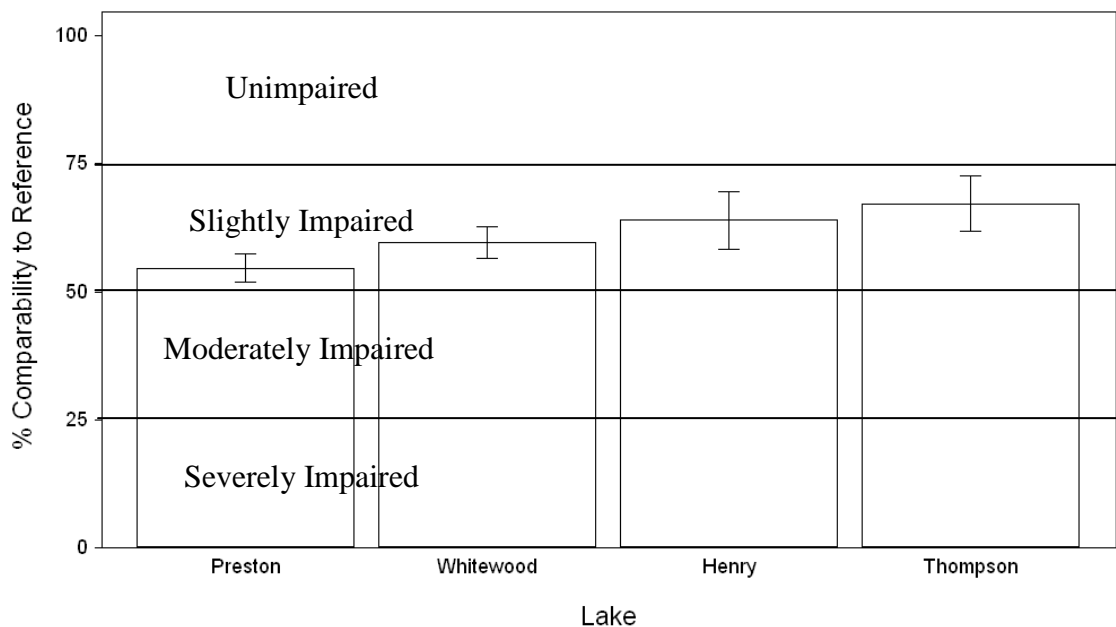 % Comparability to Reference
100
75
50
25
0
Unimpaired
Slightly Impaired
Moderately Impaired
Severely Impaired
Preston Whitewood Henry Thompson
Lake